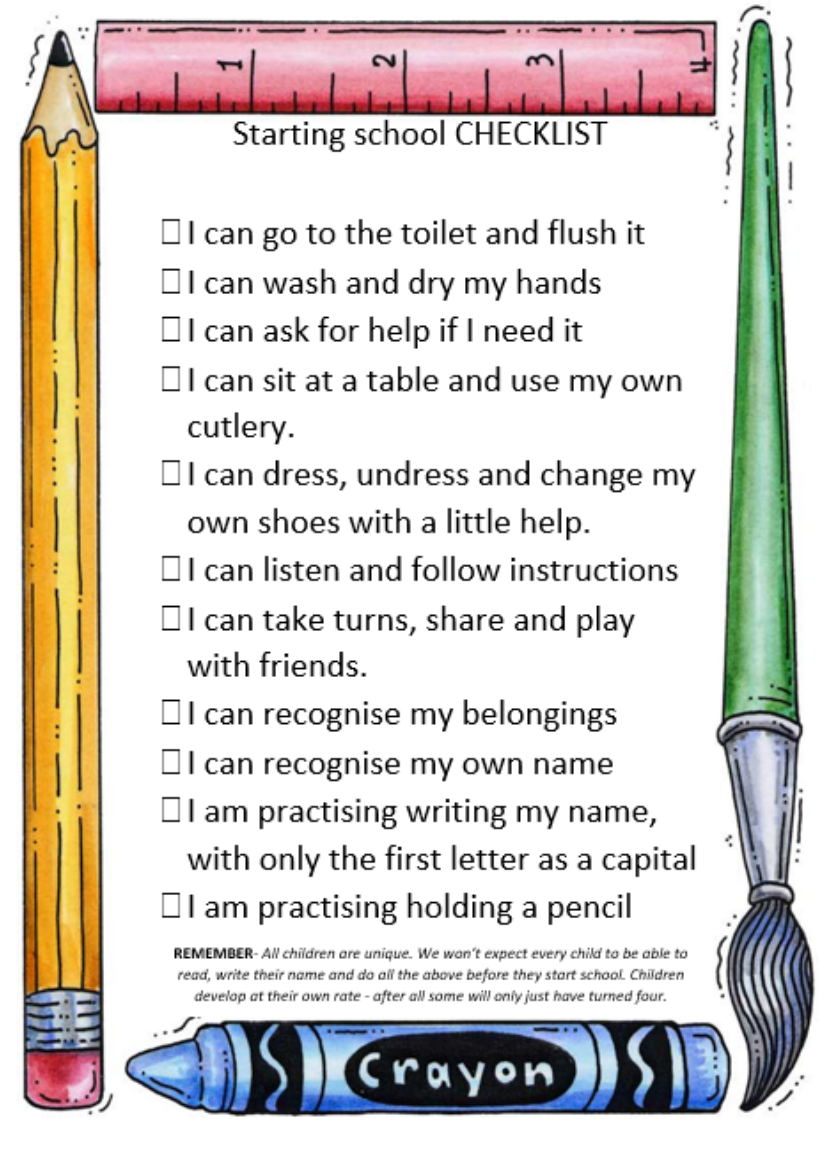 1 2 3 4
Starting school CHECKLIST
☐ I can go to the toilet and flush it
☐ I can wash and dry my hands
☐ I can ask for help if I need it
☐ I can sit at a table and use my own
cutlery.
☐ I can dress, undress and change my
own shoes with a little help.
☐ I can listen and follow instructions
☐ I can take turns, share and play
with friends.
☐ I can recognise my belongings
☐ I can recognise my own name
☐ I am practising writing my name,
with only the first letter as a capital
☐ I am practising holding a pencil
REMEMBER- All children are unique. We won't expect every child to be able to
read, write their name and do all the above before they start school. Children
develop at their own rate - after all some will only just have turned four.
Crayon